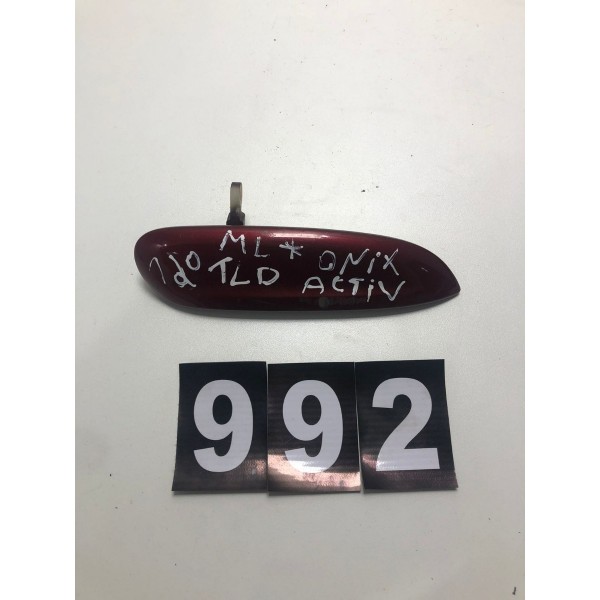 ML * ONIX
TLD ACTIV
992